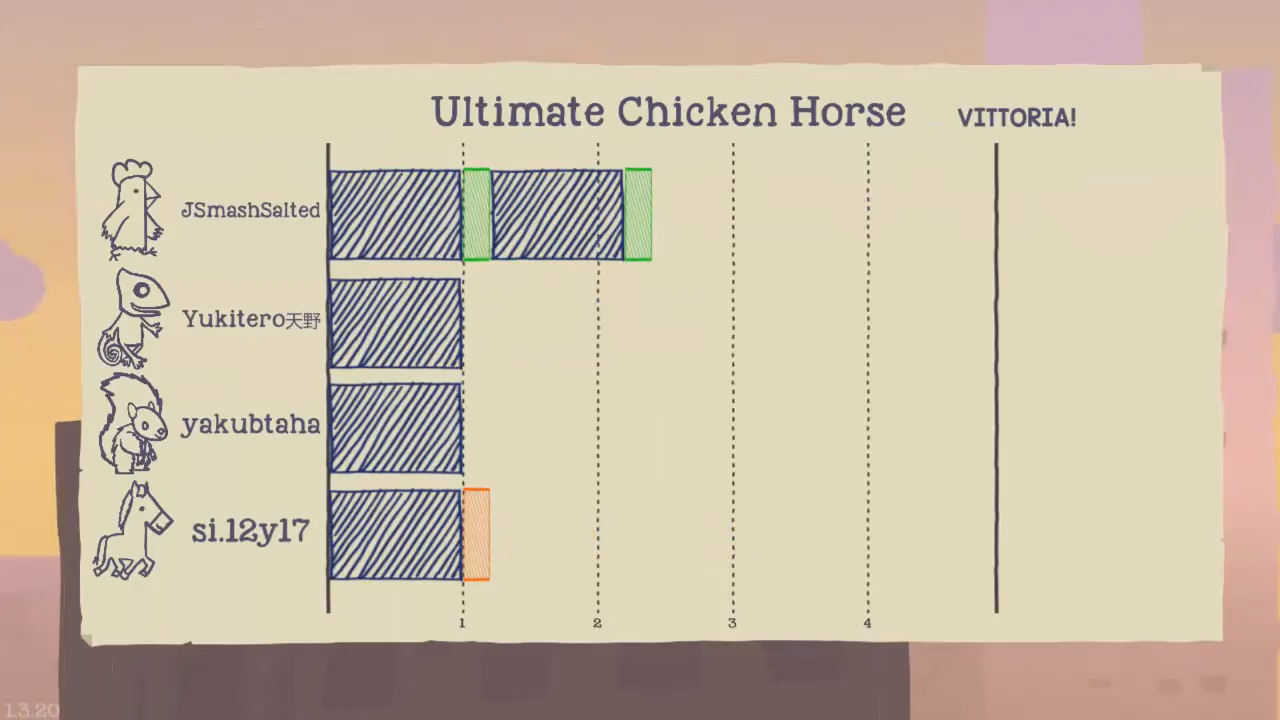 Ultimate Chicken Horse
VITTORIA!
JSmashSalted
Yukitero天野
yakubtaha
si.12y17
1 2 3 4
1.3.20